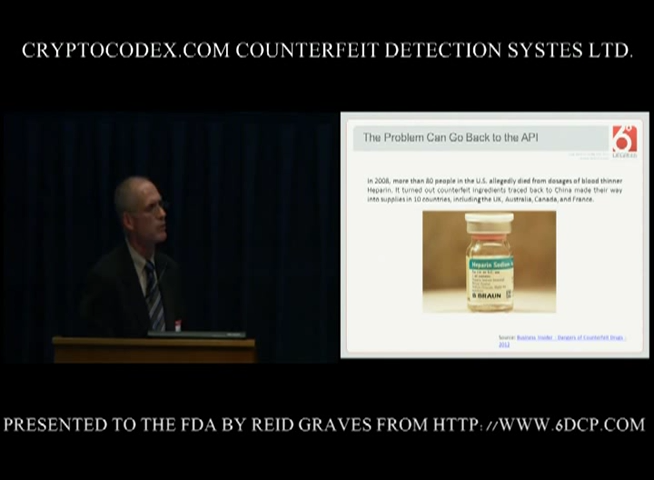 CRYPTOCODEX.COM COUNTERFEIT DETECTION SYSTES LTD.
The Problem Can Go Back to the API
6°
DEGREES
In 2008, more than 80 people in the U.S. allegedly died from dosages of blood thinner
Heparin. It turned out counterfeit ingredients traced back to China made their way
into supplies in 10 countries, including the UK, Australia, Canada, and France.
Heparin Sodium
B BRAUN
Source: Business Insider - Dangers of Counterfeit Drugs -
2012
PRESENTED TO THE FDA BY REID GRAVES FROM HTTP://WWW.6DCP.COM